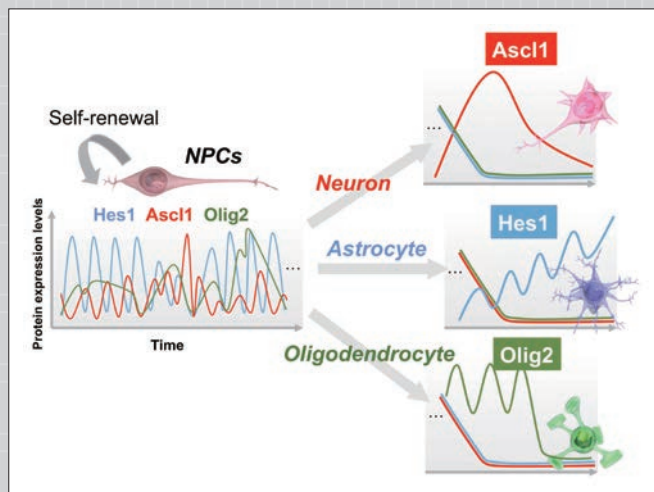 Self-renewal
NPCs
Hes1 Ascl1 Olig2
Protein expression levels
...
Time
Neuron
Astrocyte
Oligodendrocyte
Ascl1
...
Hes1
...
Olig2
...